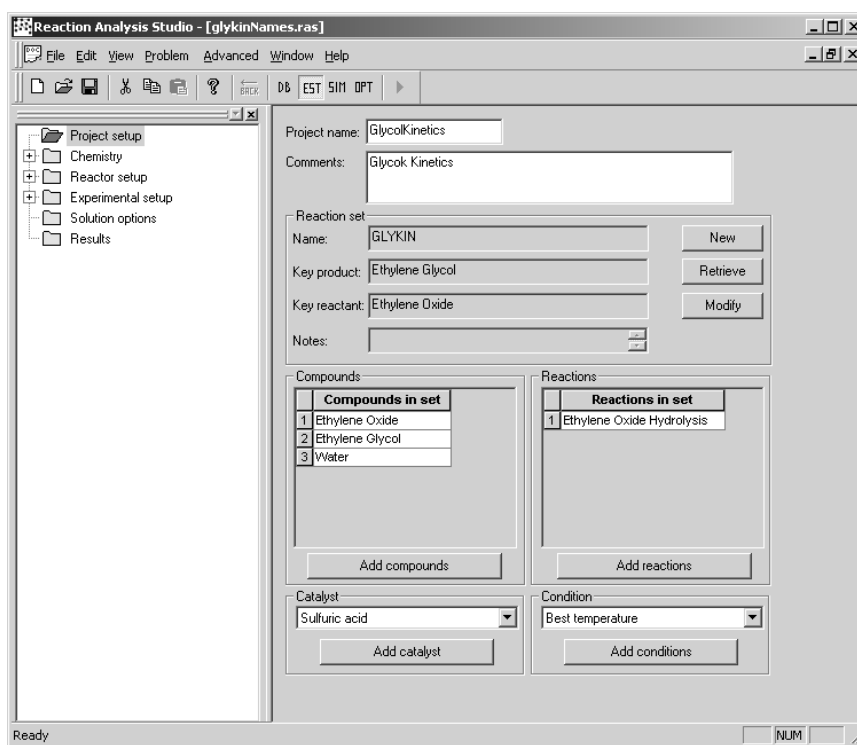 Reaction Analysis Studio - [glykinNames.ras]
File Edit View Problem Advanced Window Help
BACK DB EST SIM OPT
Project setup
Chemistry
Reactor setup
Experimental setup
Solution options
Results
Project name: GlycolKinetics
Comments: Glycok Kinetics
Reaction set
Name: GLYKIN New
Key product: Ethylene Glycol Retrieve
Key reactant: Ethylene Oxide Modify
Notes:
Compounds
Compounds in set
1 Ethylene Oxide
2 Ethylene Glycol
3 Water
Add compounds
Reactions
Reactions in set
1 Ethylene Oxide Hydrolysis
Add reactions
Catalyst
Sulfuric acid
Add catalyst
Condition
Best temperature
Add conditions
Ready NUM